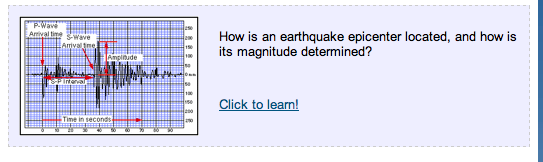 P-Wave
Arrival time
S-Wave
Arrival time
Amplitude
S-P Interval
Time in seconds
250
200
150
100
50
0
50
100
150
200
250
0 10 20 30 40 50 60 70 80 90
How is an earthquake epicenter located, and how is
its magnitude determined?
Click to learn!